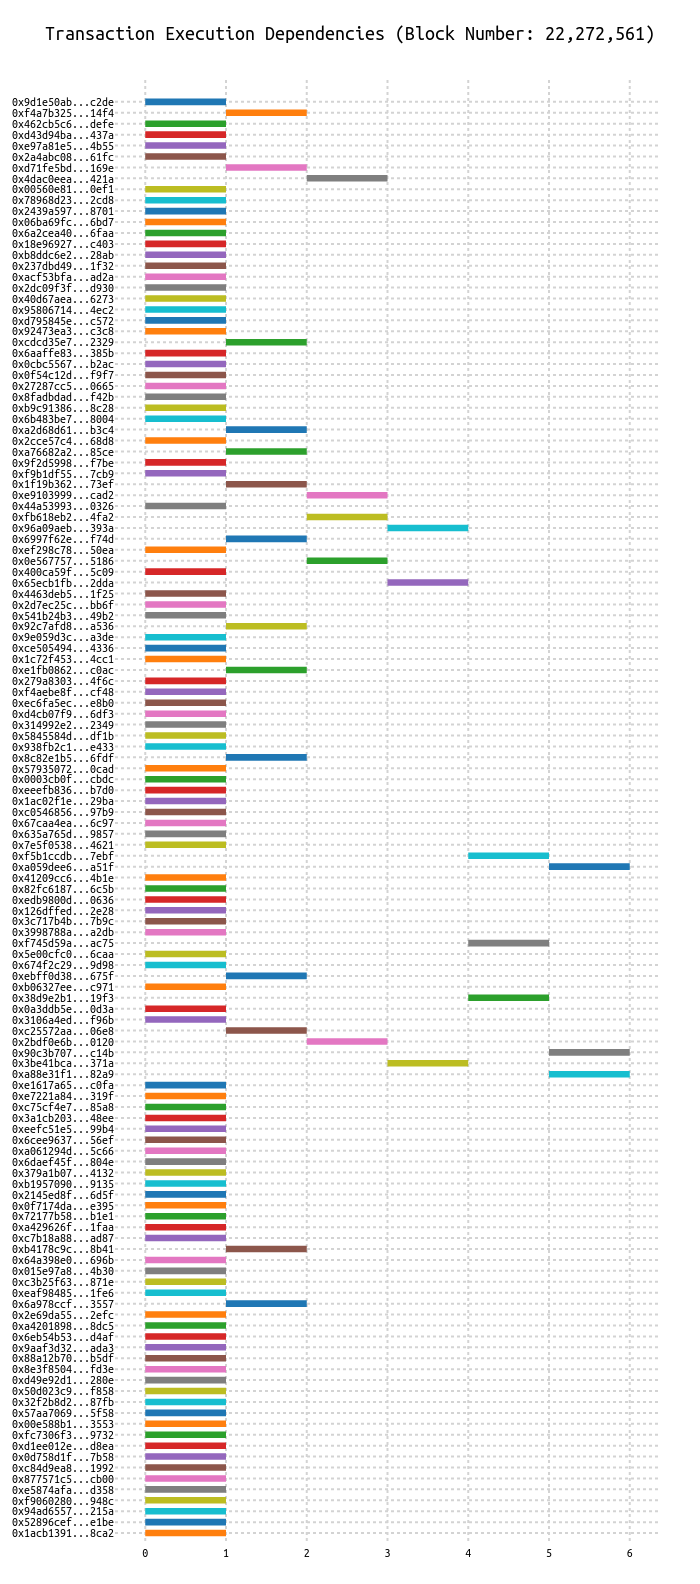 Transaction Execution Dependencies (Block Number: 22,272,561)
0x9d1e50ab...c2de
0xf4a7b325...14f4
0x462cb5c6...defe
0xd43d94ba...437a
0xe97a81e5...4b55
0x2a4abc08...61fc
0xd71fe5bd...169e
0x4dac0eea...421a
0x00560e81...0ef1
0x78968d23...2cd8
0x2439a597...8701
0x06ba69fc...6bd7
0x6a2cea40...6faa
0x18e96927...c403
0xb8ddc6e2...28ab
0x237dbd49...1f32
0xacf53bfa...ad2a
0x2dc09f3f...d930
0x40d67aea...6273
0x95806714...4ec2
0xd795845e...c572
0x92473ea3...c3c8
0xcdcd35e7...2329
0x6aaffe83...385b
0x0cbc5567...b2ac
0x0f54c12d...f9f7
0x27287cc5...0665
0x8fadbdad...f42b
0xb9c91386...8c28
0x6b483be7...8004
0xa2d68d61...b3c4
0x2cce57c4...68d8
0xa76682a2...85ce
0x9f2d5998...f7be
0xf9b1df55...7cb9
0x1f19b362...73ef
0xe9103999...cad2
0x44a53993...0326
0xfb618eb2...4fa2
0x96a09aeb...393a
0x6997f62e...f74d
0xef298c78...50ea
0x0e567757...5186
0x400ca59f...5c09
0x65ecb1fb...2dda
0x4463deb5...1f25
0x2d7ec25c...bb6f
0x541b24b3...49b2
0x92c7afd8...a536
0x9e059d3c...a3de
0xce505494...4336
0x1c72f453...4cc1
0xe1fb0862...c0ac
0x279a8303...4f6c
0xf4aebe8f...cf48
0xec6fa5ec...e8b0
0xd4cb07f9...6df3
0x314992e2...2349
0x5845584d...df1b
0x938fb2c1...e433
0x8c82e1b5...6fdf
0x57935072...0cad
0x0003cb0f...cbdc
0xeeefb836...b7d0
0x1ac02f1e...29ba
0xc0546856...97b9
0x67caa4ea...6c97
0x635a765d...9857
0x7e5f0538...4621
0xf5b1ccdb...7ebf
0xa059dee6...a51f
0x41209cc6...4b1e
0x82fc6187...6c5b
0xedb9800d...0636
0x126dffed...2e28
0x3c717b4b...7b9c
0x3998788a...a2db
0xf745d59a...ac75
0x5e00cfc0...6caa
0x674f2c29...9d98
0xebff0d38...675f
0xb06327ee...c971
0x38d9e2b1...19f3
0x0a3ddb5e...0d3a
0x3106a4ed...f96b
0xc25572aa...06e8
0x2bdf0e6b...0120
0x90c3b707...c14b
0x3be41bca...371a
0xa88e31f1...82a9
0xe1617a65...c0fa
0xe7221a84...319f
0xc75cf4e7...85a8
0x3a1cb203...48ee
0xeefc51e5...99b4
0x6cee9637...56ef
0xa061294d...5c66
0x6daef45f...804e
0x379a1b07...4132
0xb1957090...9135
0x2145ed8f...6d5f
0x0f7174da...e395
0x72177b58...b1e1
0xa429626f...1faa
0xc7b18a88...ad87
0xb4178c9c...8b41
0x64a398e0...696b
0x015e97a8...4b30
0xc3b25f63...871e
0xeaf98485...1fe6
0x6a978ccf...3557
0x2e69da55...2efc
0xa4201898...8dc5
0x6eb54b53...d4af
0x9aaf3d32...ada3
0x88a12b70...b5df
0x8e3f8504...fd3e
0xd49e92d1...280e
0x50d023c9...f858
0x32f2b8d2...87fb
0x57aa7069...5f58
0x00e588b1...3553
0xfc7306f3...9732
0xd1ee012e...d8ea
0x0d758d1f...7b58
0xc84d9ea8...1992
0x877571c5...cb00
0xe5874afa...d358
0xf9060280...948c
0x94ad6557...215a
0x52896cef...e1be
0x1acb1391...8ca2
0 1 2 3 4 5 6